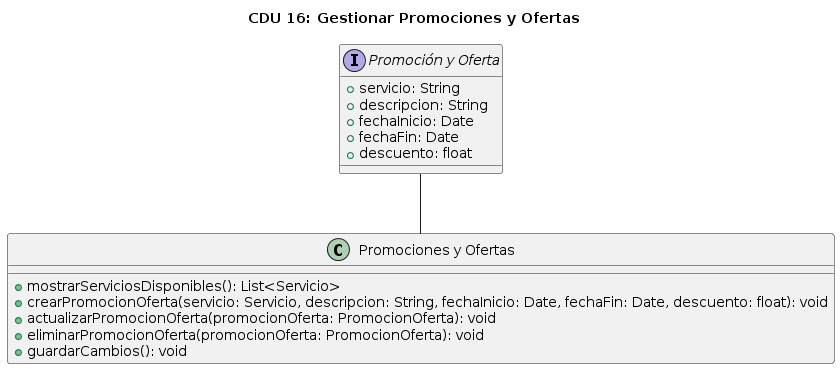 CDU 16: Gestionar Promociones y Ofertas
I Promoción y Oferta
servicio: String
descripcion: String
fechaInicio: Date
fechaFin: Date
descuento: float
C Promociones y Ofertas
mostrarServiciosDisponibles(): List<Servicio>
crearPromocionOferta(servicio: Servicio, descripcion: String, fechaInicio: Date, fechaFin: Date, descuento: float): void
actualizarPromocionOferta(promocionOferta: PromocionOferta): void
eliminarPromocionOferta(promocionOferta: PromocionOferta): void
guardarCambios(): void